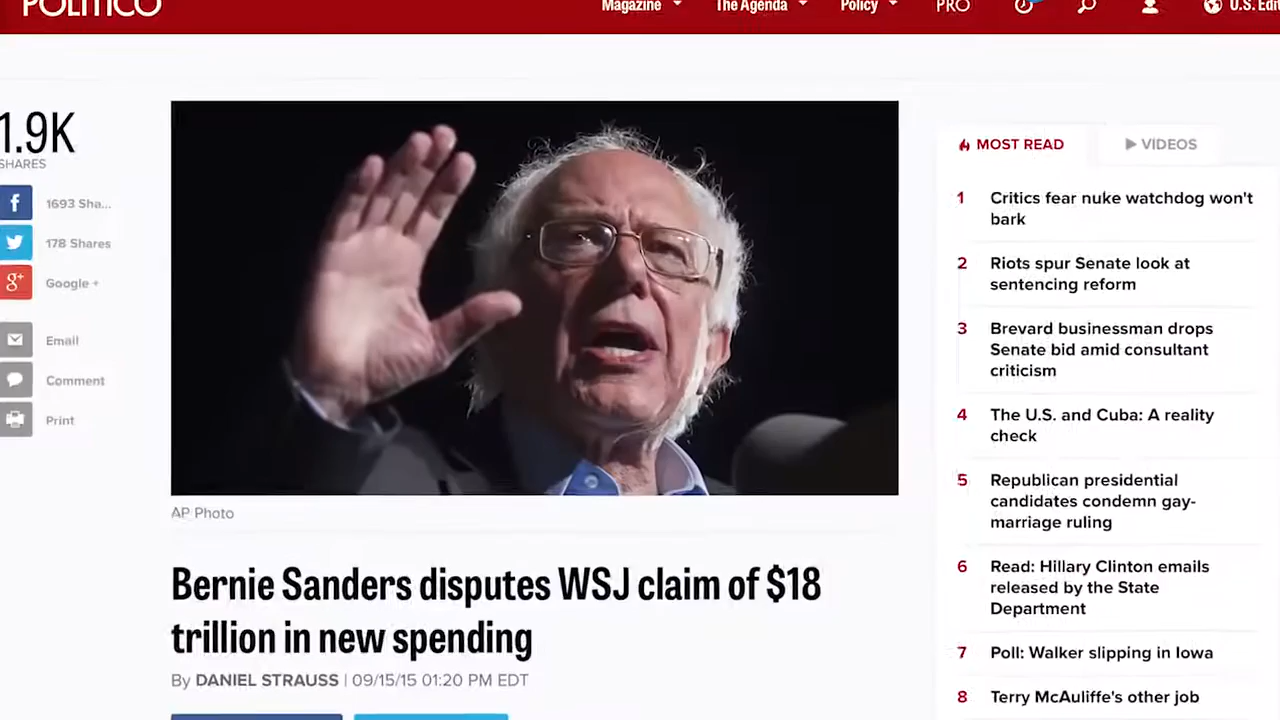 POLITICO
Magazine
The Agenda
Policy
PRO
U.S. Edi
1.9K
SHARES
1693 Sha...
178 Shares
Google +
Email
Comment
Print
AP Photo
Bernie Sanders disputes WSJ claim of $18
trillion in new spending
By DANIEL STRAUSS | 09/15/15 01:20 PM EDT
MOST READ
VIDEOS
1 Critics fear nuke watchdog won't
bark
2 Riots spur Senate look at
sentencing reform
3 Brevard businessman drops
Senate bid amid consultant
criticism
4 The U.S. and Cuba: A reality
check
5 Republican presidential
candidates condemn gay-
marriage ruling
6 Read: Hillary Clinton emails
released by the State
Department
7 Poll: Walker slipping in Iowa
8 Terry McAuliffe's other job